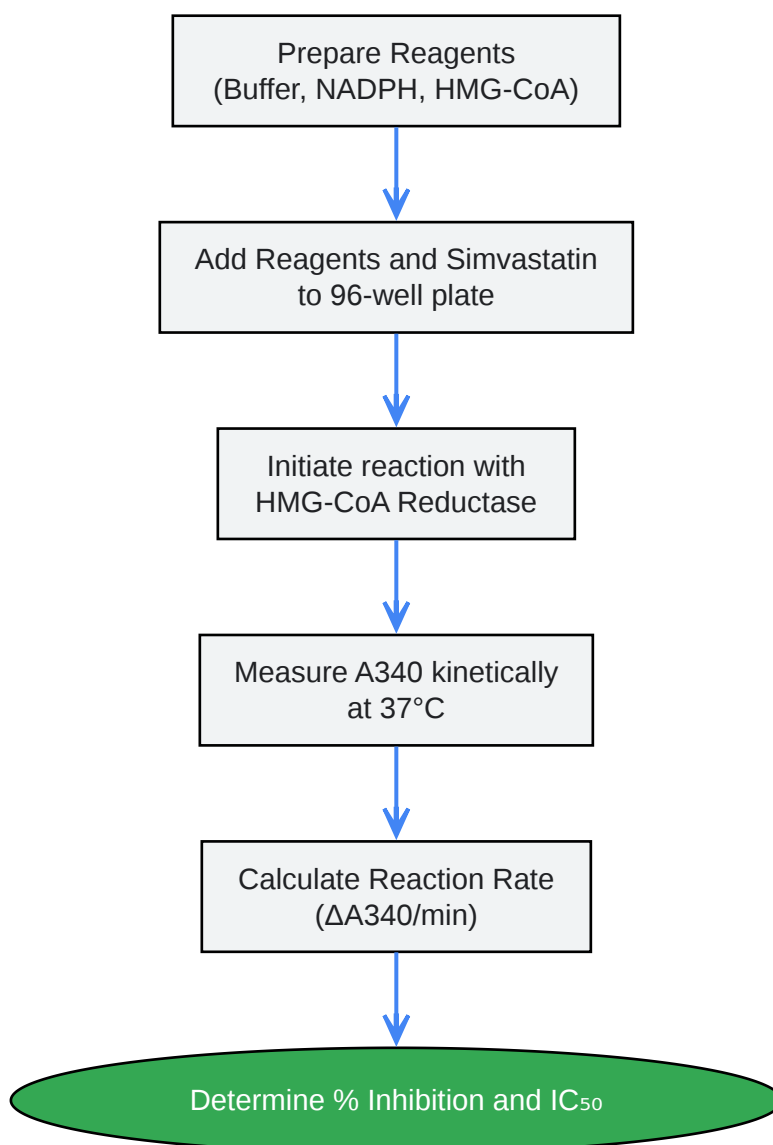 Prepare Reagents
(Buffer, NADPH, HMG-CoA)
Add Reagents and Simvastatin
to 96-well plate
Initiate reaction with
HMG-CoA Reductase
Measure A340 kinetically
at 37°C
Calculate Reaction Rate
(ΔA340/min)
Determine % Inhibition and IC₅₀